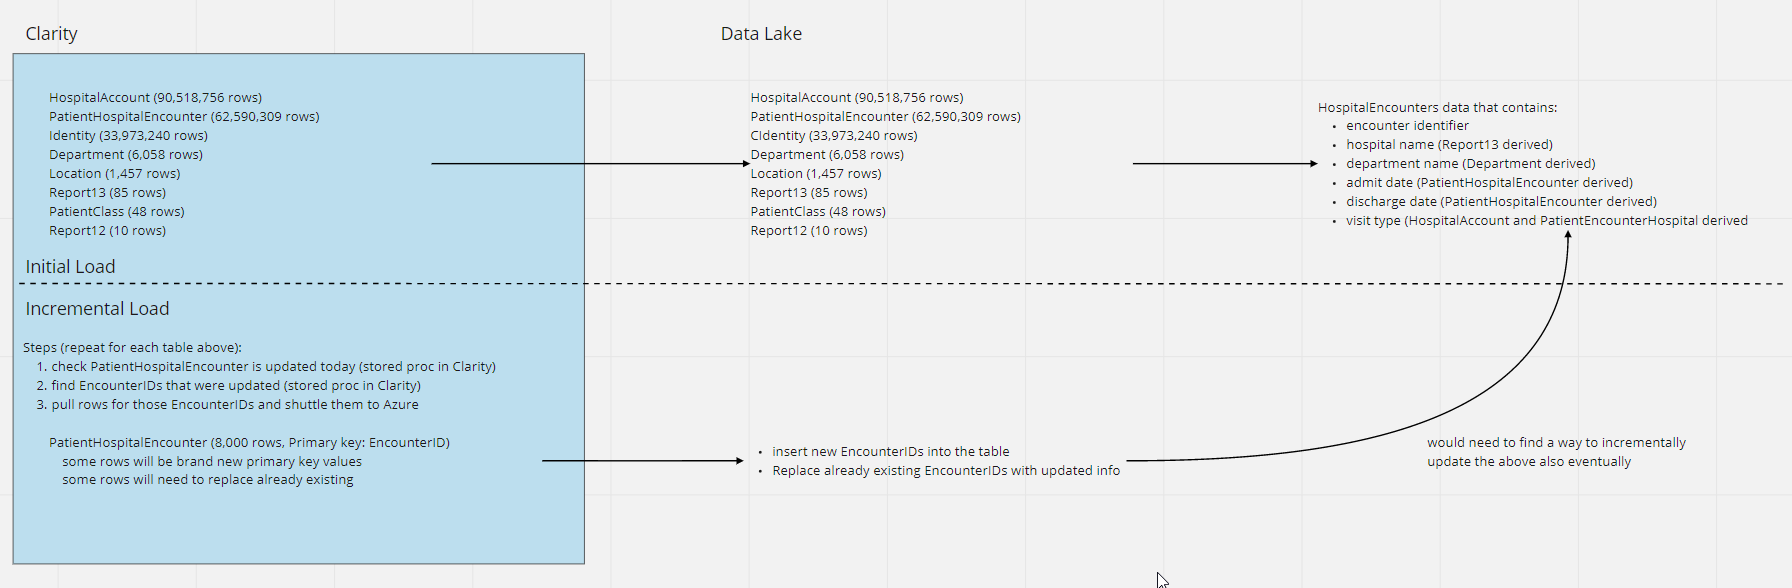 Clarity
Data Lake
HospitalAccount (90,518,756 rows)
PatientHospitalEncounter (62,590,309 rows)
Identity (33,973,240 rows)
Department (6,058 rows)
Location (1,457 rows)
Report13 (85 rows)
PatientClass (48 rows)
Report12 (10 rows)
HospitalAccount (90,518,756 rows)
PatientHospitalEncounter (62,590,309 rows)
CIdentity (33,973,240 rows)
Department (6,058 rows)
Location (1,457 rows)
Report13 (85 rows)
PatientClass (48 rows)
Report12 (10 rows)
HospitalEncounters data that contains:
• encounter identifier
• hospital name (Report13 derived)
• department name (Department derived)
• admit date (PatientHospitalEncounter derived)
• discharge date (PatientHospitalEncounter derived)
• visit type (HospitalAccount and PatientEncounterHospital derived
Initial Load
Incremental Load
Steps (repeat for each table above):
1. check PatientHospitalEncounter is updated today (stored proc in Clarity)
2. find EncounterIDs that were updated (stored proc in Clarity)
3. pull rows for those EncounterIDs and shuttle them to Azure
PatientHospitalEncounter (8,000 rows, Primary key: EncounterID)
some rows will be brand new primary key values
some rows will need to replace already existing
• insert new EncounterIDs into the table
• Replace already existing EncounterIDs with updated info
would need to find a way to incrementally
update the above also eventually